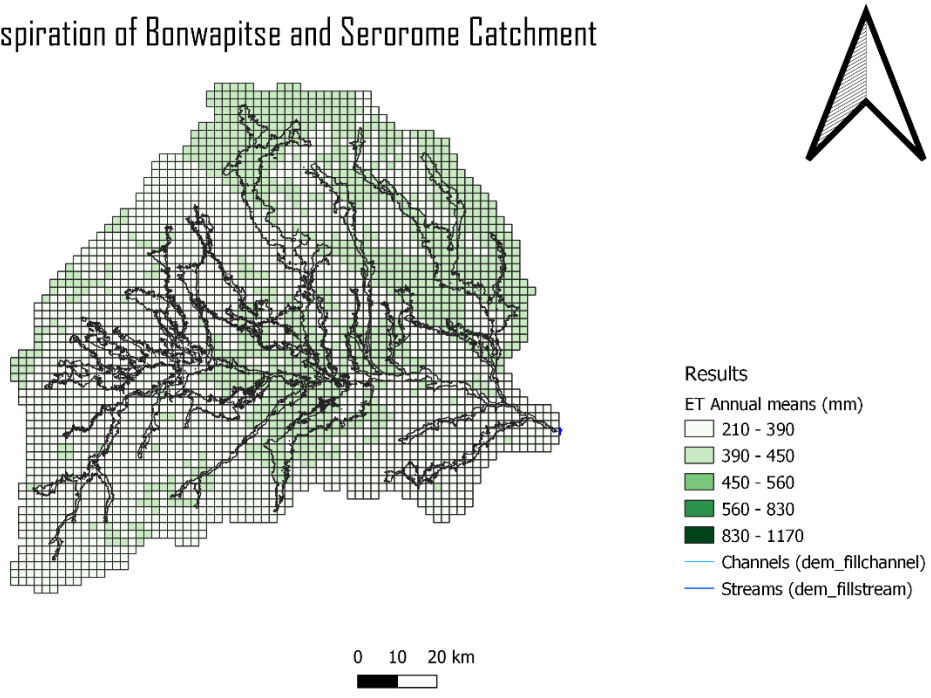 spiration of Bonwapitse and Serorome Catchment
Results
ET Annual means (mm)
210 - 390
390 - 450
450 - 560
560 - 830
830 - 1170
Channels (dem_fillchannel)
Streams (dem_fillstream)
0 10 20 km